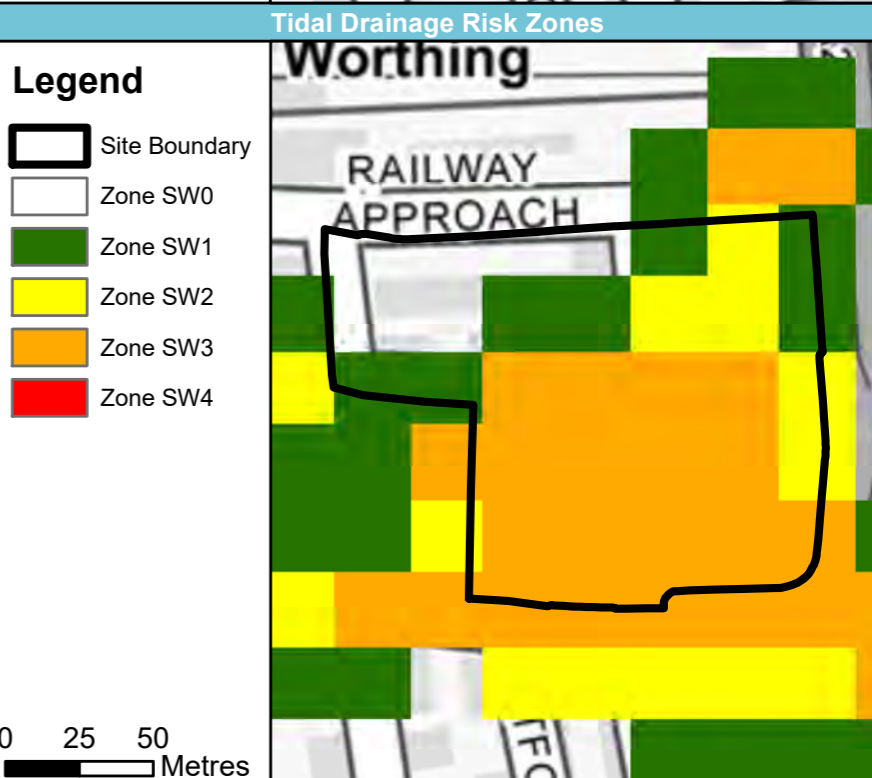 Tidal Drainage Risk Zones
Legend
Site Boundary
Zone SW0
Zone SW1
Zone SW2
Zone SW3
Zone SW4
0 25 50
Metres
Worthing
RAILWAY
APPROACH